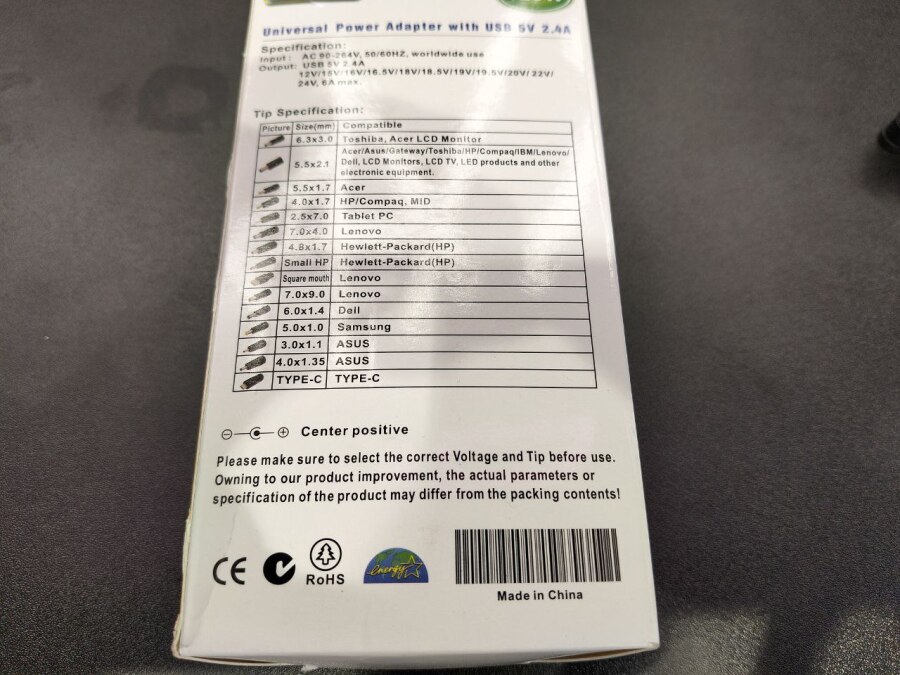 Universal Power Adapter with USB 5V 2.4A
Specification:
Input : AC 90-264V, 50/60HZ, worldwide use
Output: USB 5V 2.4A
12V/15V/16V/16.5V/18V/18.5V/19V/19.5V/20V/22V/
24V, 6A max.
Tip Specification:
Picture Size(mm) Compatible
6.3x3.0 Toshiba, Acer LCD Monitor
5.5x2.1 Acer/Asus/Gateway/Toshiba/HP/Compaq/IBM/Lenovo/
Dell, LCD Monitors, LCD TV, LED products and other
electronic equipment.
5.5x1.7 Acer
4.0x1.7 HP/Compaq, MID
2.5x7.0 Tablet PC
7.0x4.0 Lenovo
4.8x1.7 Hewlett-Packard(HP)
Small HP Hewlett-Packard(HP)
Square mouth Lenovo
7.0x9.0 Lenovo
6.0x1.4 Dell
5.0x1.0 Samsung
3.0x1.1 ASUS
4.0x1.35 ASUS
TYPE-C TYPE-C
Center positive
Please make sure to select the correct Voltage and Tip before use.
Owning to our product improvement, the actual parameters or
specification of the product may differ from the packing contents!
CE
RoHS
energy
Made in China